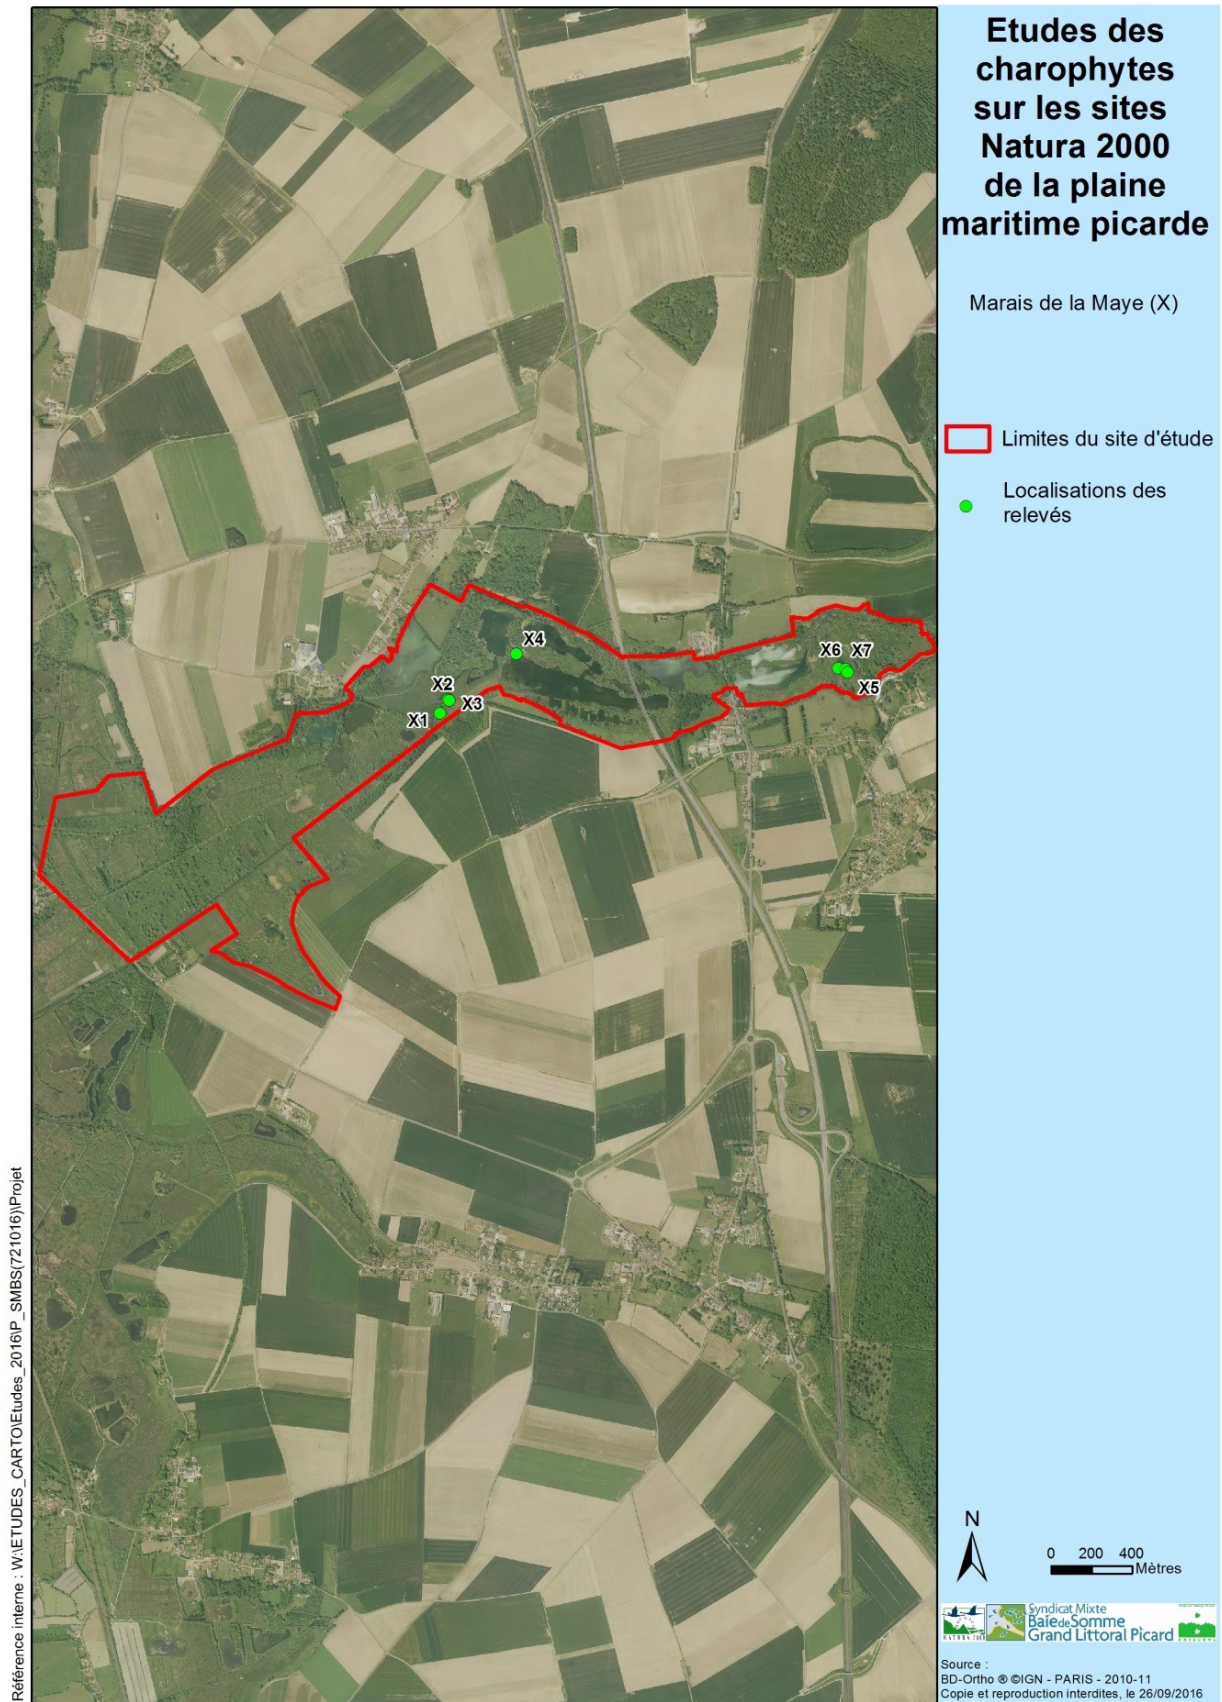 Etudes des
charophytes
sur les sites
Natura 2000
de la plaine
maritime picarde
Marais de la Maye (X)
Limites du site d'étude
Localisations des
relevés
X4
X6
X7
X2
X3
X5
X1
N
0 200 400
Mètres
NATURA 2000
Syndicat Mixte
Baie de Somme
Grand Littoral Picard
Source :
BD-Ortho ® ©IGN - PARIS - 2010-11
Copie et reproduction interdites, le 26/09/2016
Référence interne : W:\ETUDES_CARTO\Etudes_2016\P_SMBS(721016)\Projet